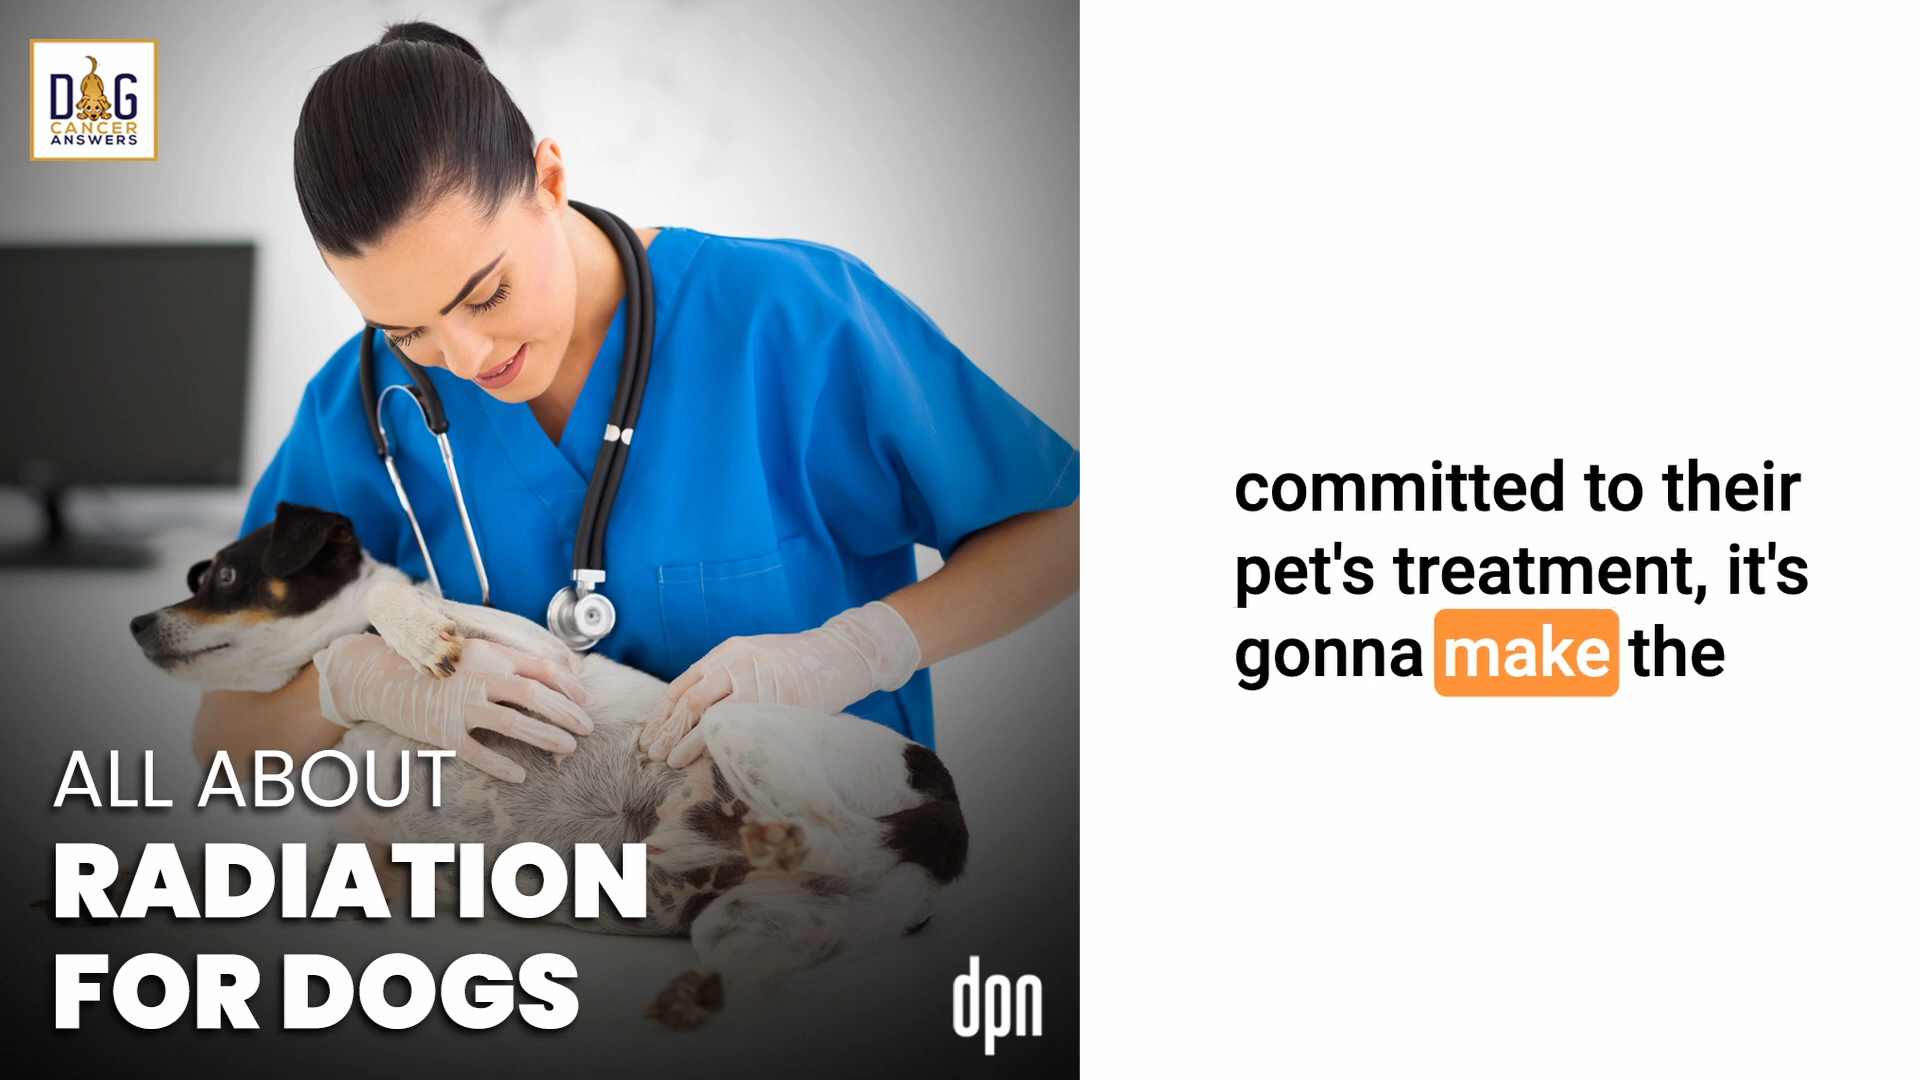 DOG
CANCER
ANSWERS
ALL ABOUT
RADIATION
FOR DOGS
dpn
committed to their
pet's treatment, it's
gonna make the